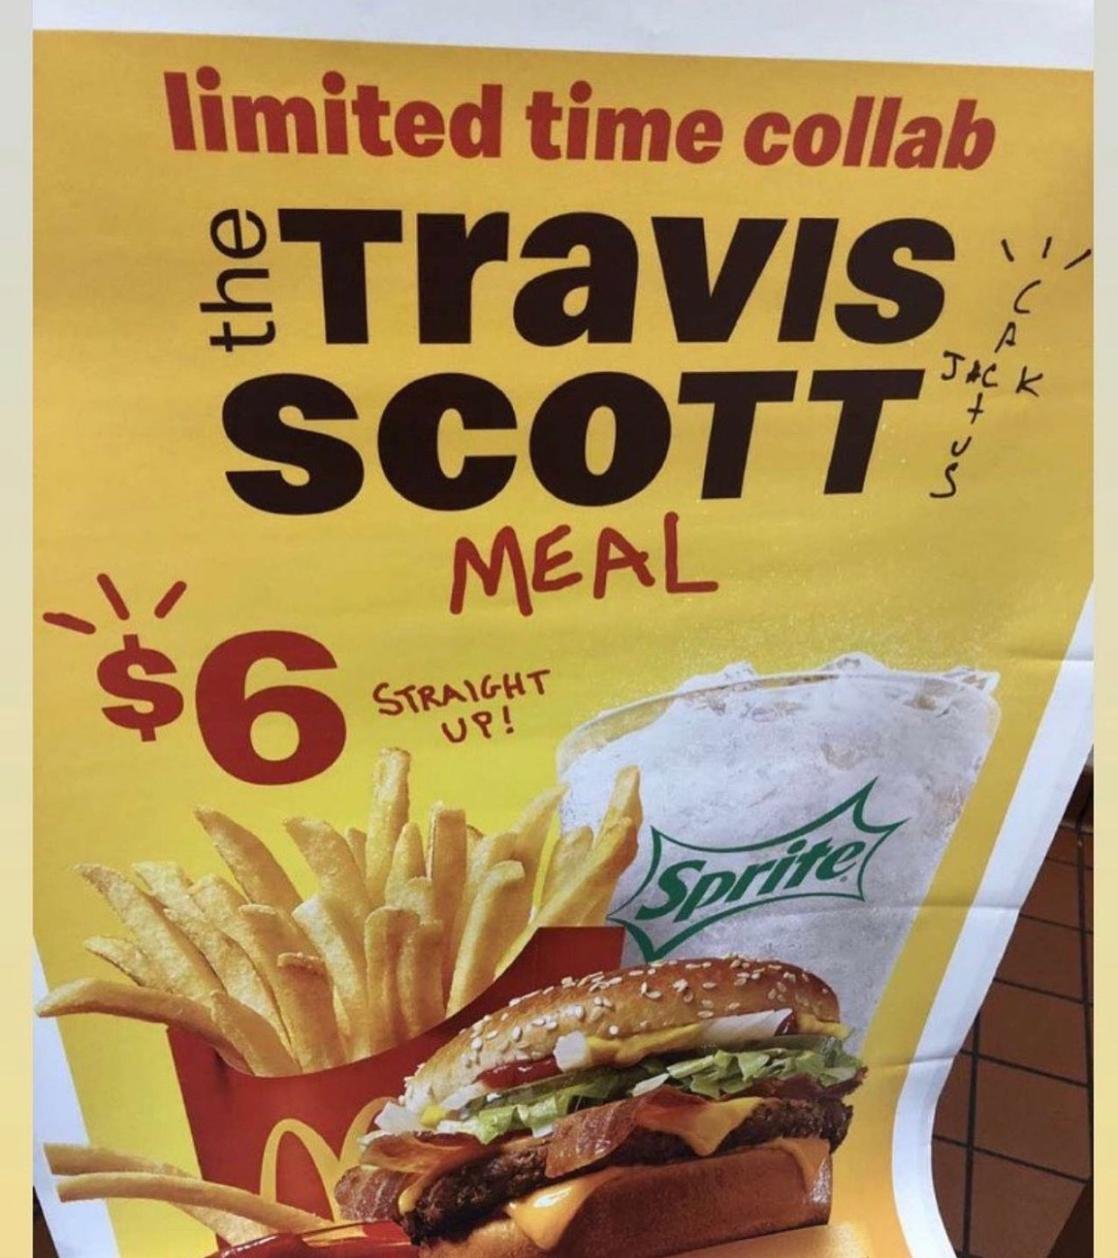 limited time collab
the Travis
SCOTT
CACtUS
JACK
MEAL
$6 STRAIGHT
UP!
Sprite